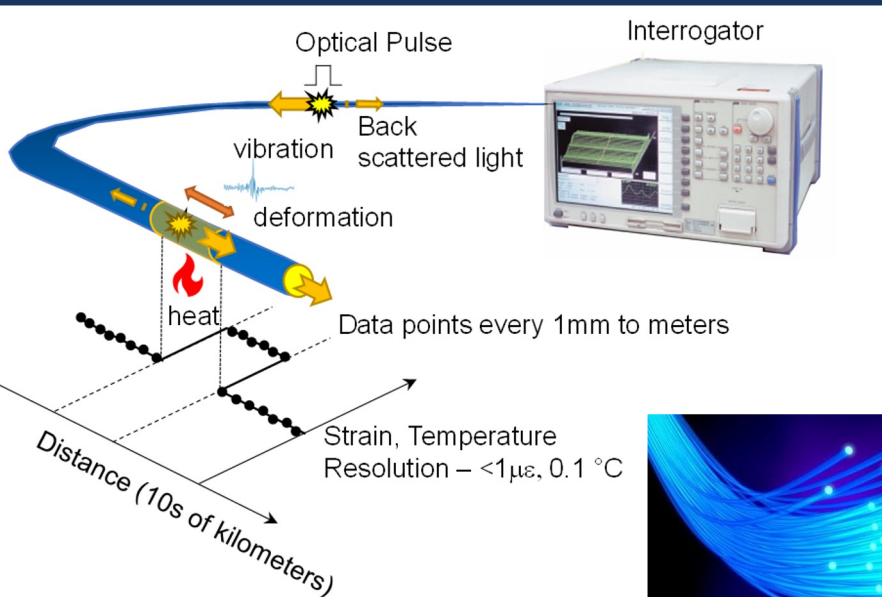 Interrogator
Optical Pulse
Back
scattered light
vibration
deformation
heat
Data points every 1mm to meters
Strain, Temperature
Resolution – <1με, 0.1 °C
Distance (10s of kilometers)